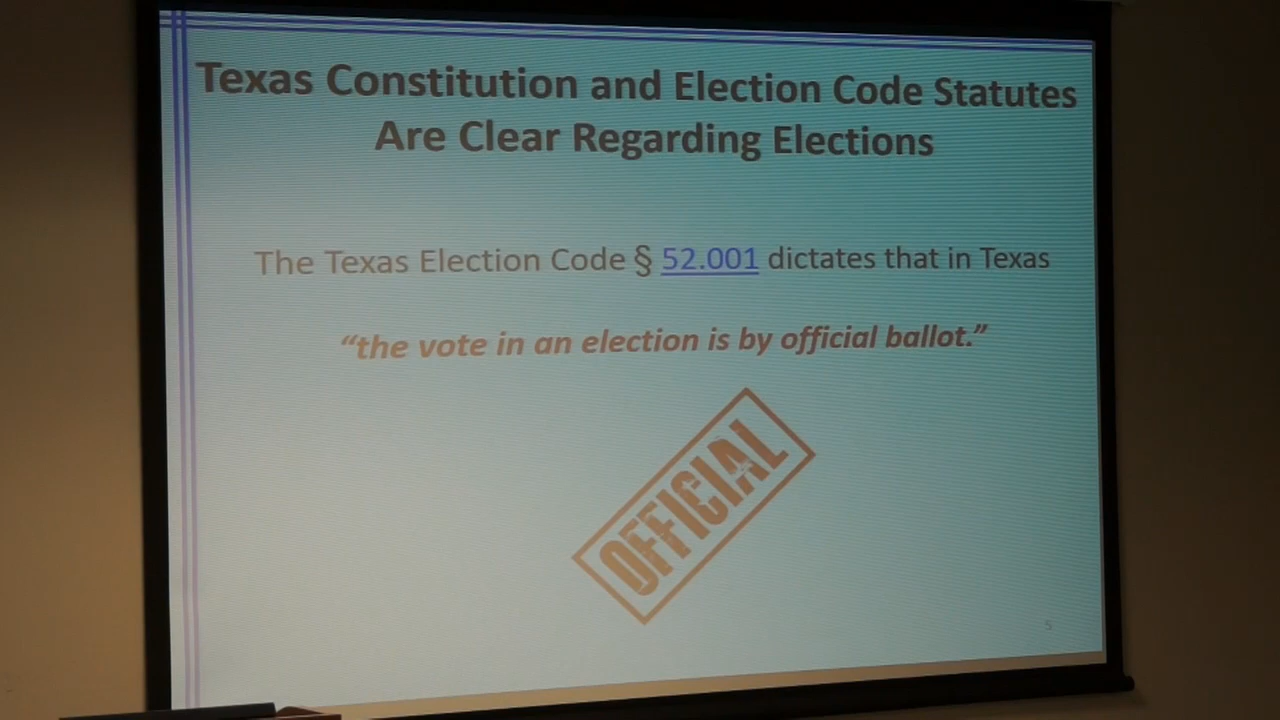 Texas Constitution and Election Code Statutes
Are Clear Regarding Elections
The Texas Election Code § 52.001 dictates that in Texas
“the vote in an election is by official ballot.”
OFFICIAL
5